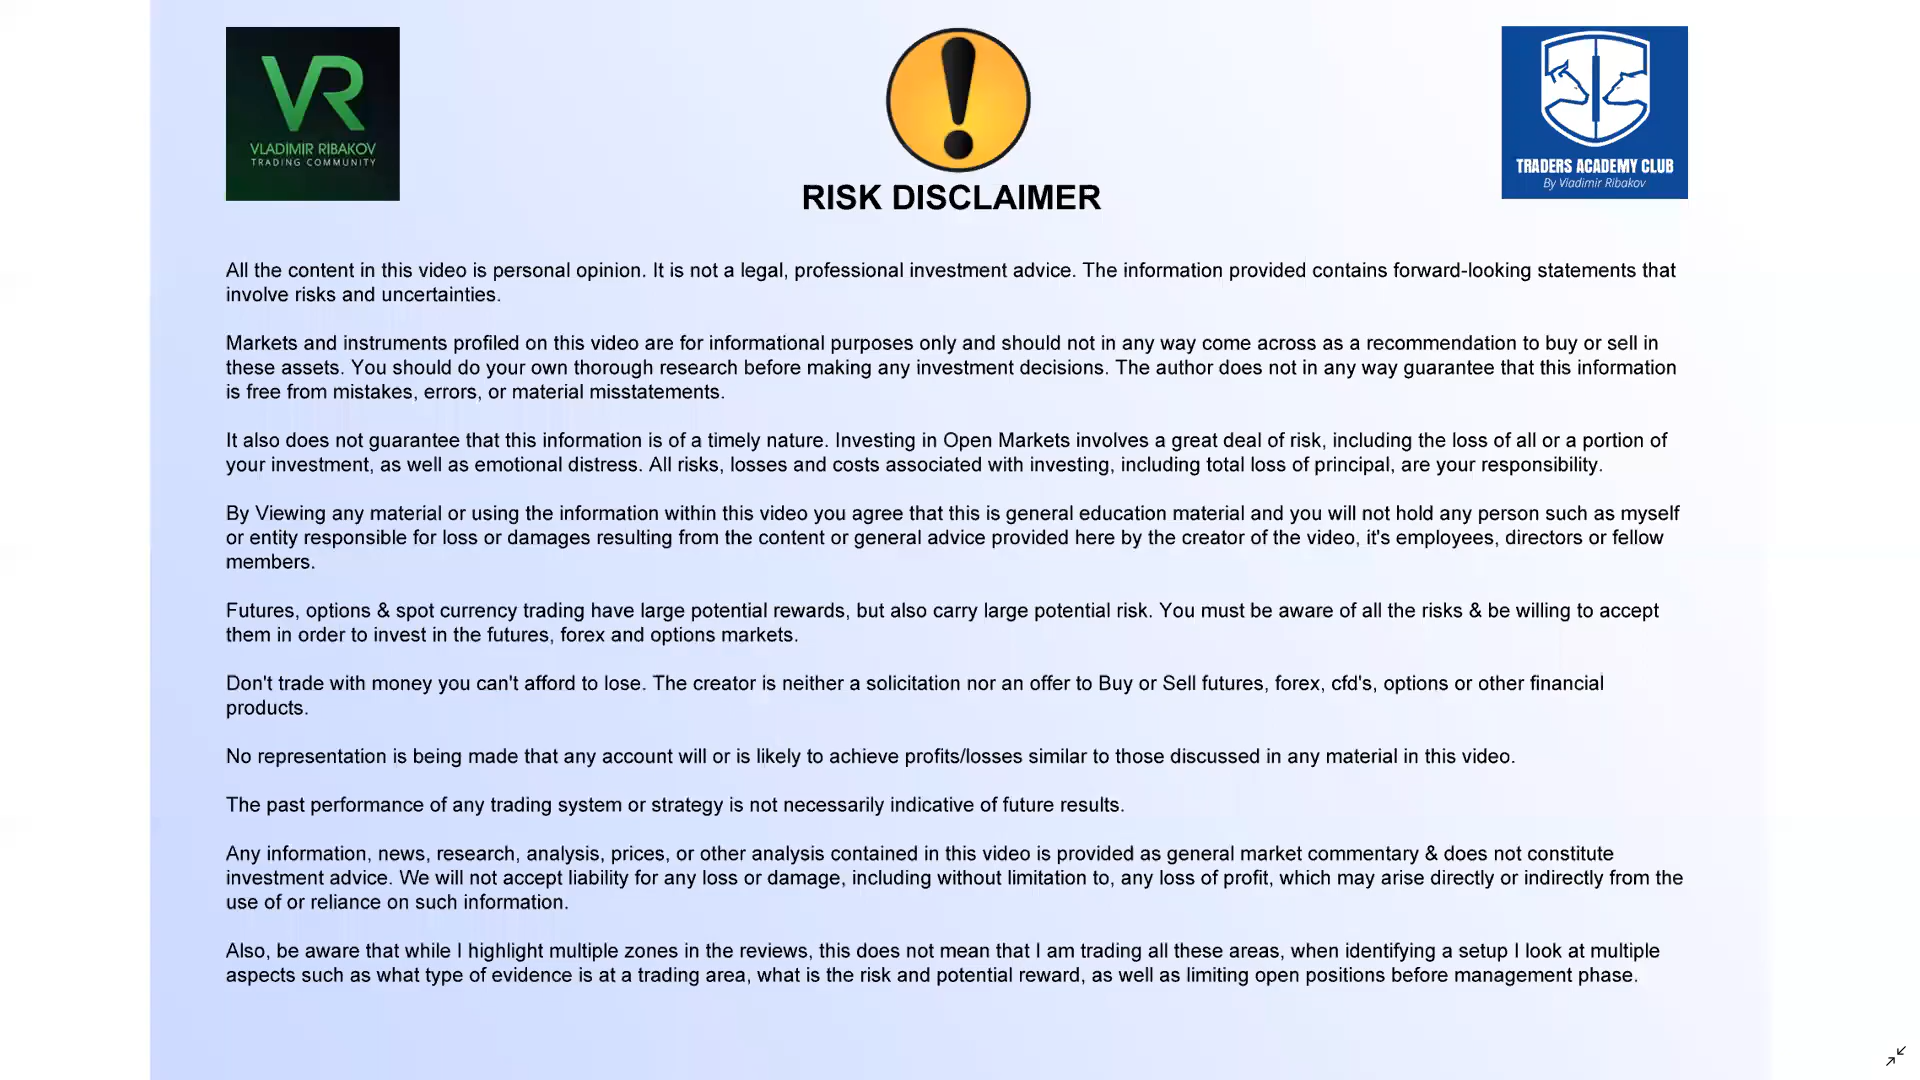 VR
VLADIMIR RIBAKOV
TRADING COMMUNITY
TRADERS ACADEMY CLUB
By Vladimir Ribakov
RISK DISCLAIMER
All the content in this video is personal opinion. It is not a legal, professional investment advice. The information provided contains forward-looking statements that
involve risks and uncertainties.
Markets and instruments profiled on this video are for informational purposes only and should not in any way come across as a recommendation to buy or sell in
these assets. You should do your own thorough research before making any investment decisions. The author does not in any way guarantee that this information
is free from mistakes, errors, or material misstatements.
It also does not guarantee that this information is of a timely nature. Investing in Open Markets involves a great deal of risk, including the loss of all or a portion of
your investment, as well as emotional distress. All risks, losses and costs associated with investing, including total loss of principal, are your responsibility.
By Viewing any material or using the information within this video you agree that this is general education material and you will not hold any person such as myself
or entity responsible for loss or damages resulting from the content or general advice provided here by the creator of the video, it's employees, directors or fellow
members.
Futures, options & spot currency trading have large potential rewards, but also carry large potential risk. You must be aware of all the risks & be willing to accept
them in order to invest in the futures, forex and options markets.
Don't trade with money you can't afford to lose. The creator is neither a solicitation nor an offer to Buy or Sell futures, forex, cfd's, options or other financial
products.
No representation is being made that any account will or is likely to achieve profits/losses similar to those discussed in any material in this video.
The past performance of any trading system or strategy is not necessarily indicative of future results.
Any information, news, research, analysis, prices, or other analysis contained in this video is provided as general market commentary & does not constitute
investment advice. We will not accept liability for any loss or damage, including without limitation to, any loss of profit, which may arise directly or indirectly from the
use of or reliance on such information.
Also, be aware that while I highlight multiple zones in the reviews, this does not mean that I am trading all these areas, when identifying a setup I look at multiple
aspects such as what type of evidence is at a trading area, what is the risk and potential reward, as well as limiting open positions before management phase.